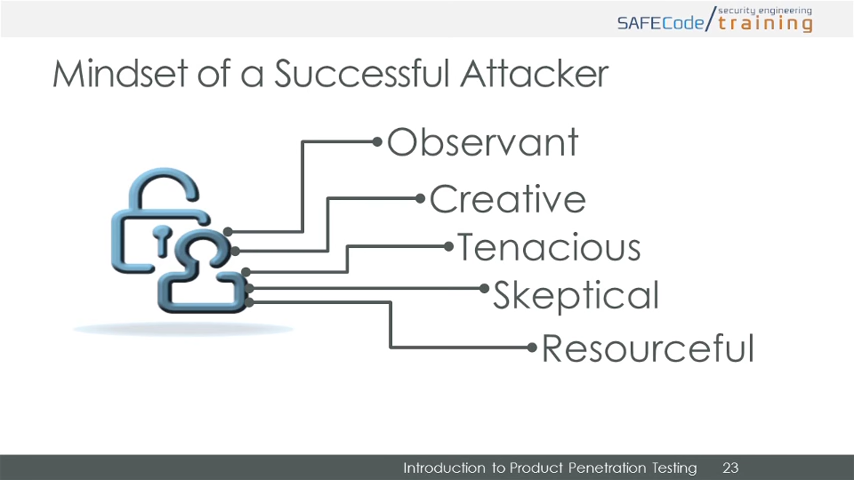 security engineering
SAFECode/training
Mindset of a Successful Attacker
Observant
Creative
Tenacious
Skeptical
Resourceful
Introduction to Product Penetration Testing 23